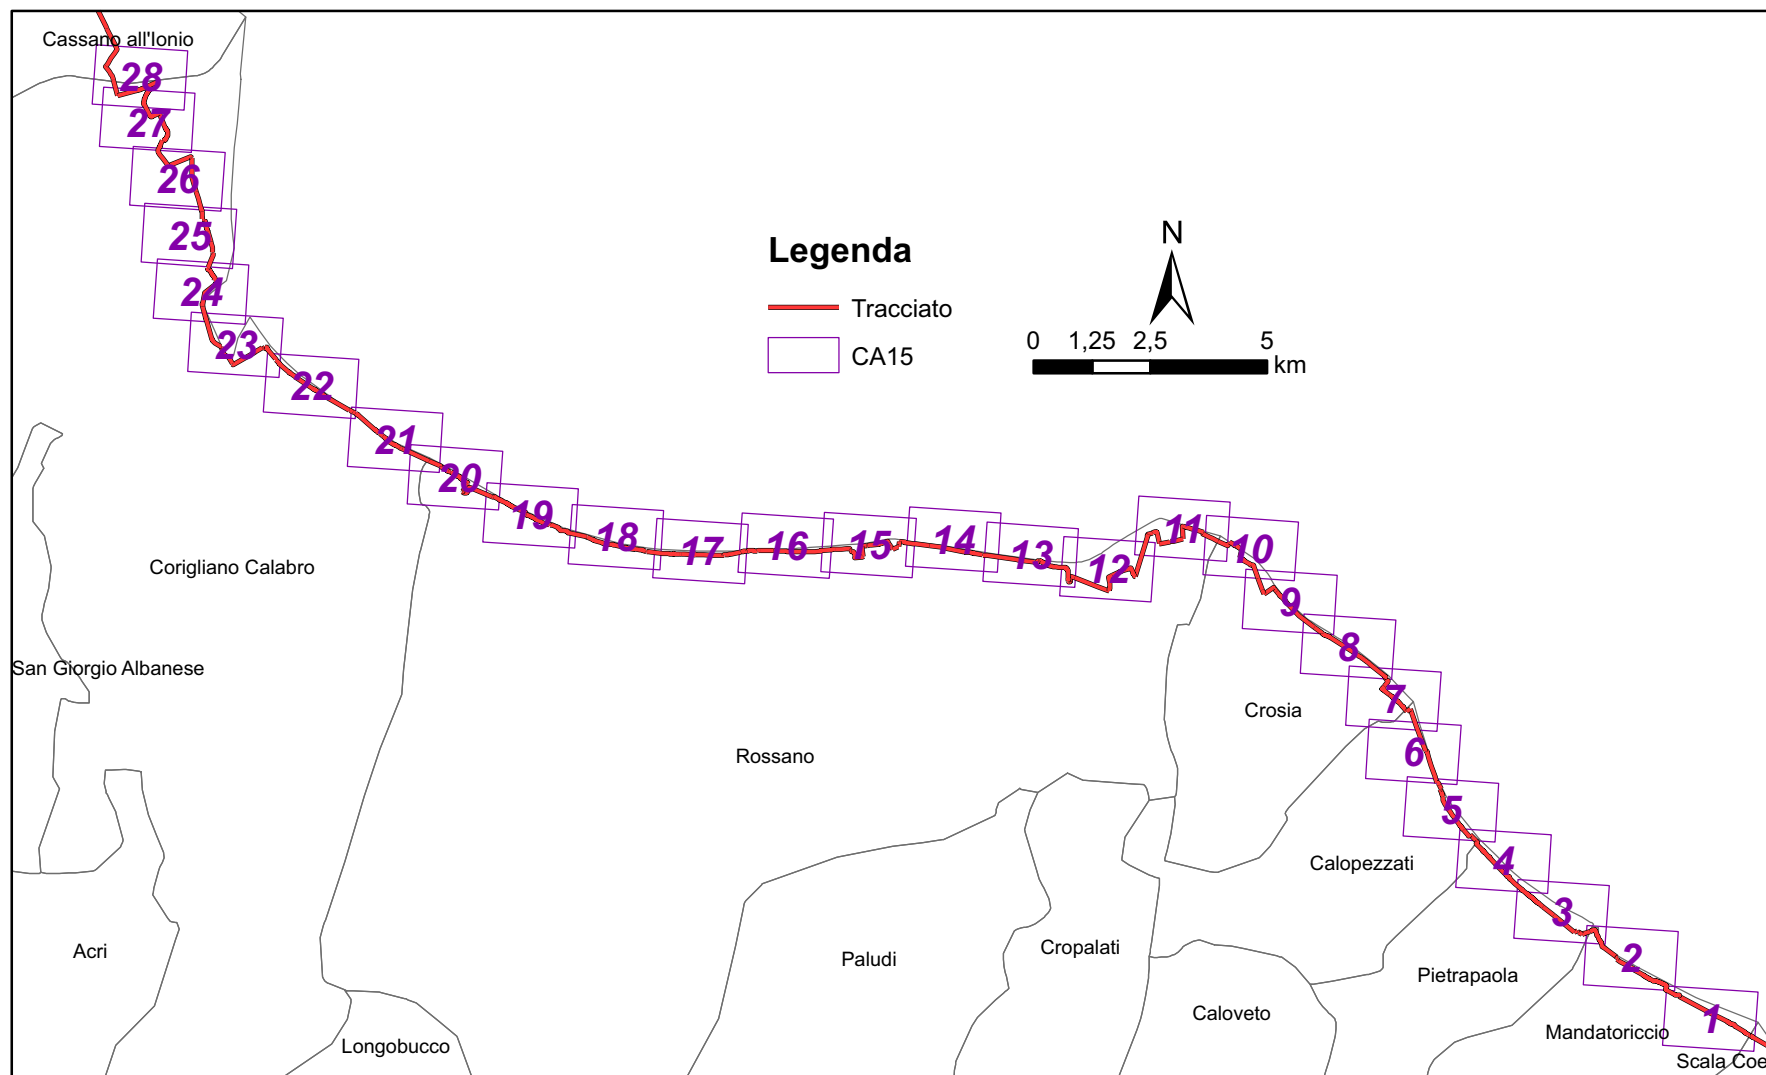 Cassano all'Ionio
28
27
26
25
24
23
22
21
20
19
18
17
16
15
14
13
12
11
10
9
8
7
6
5
4
3
2
1
Legenda
Tracciato
CA15
N
0 1,25 2,5 5
km
Corigliano Calabro
San Giorgio Albanese
Crosia
Rossano
Calopezzati
Acri
Paludi
Cropalati
Pietrapaola
Caloveto
Mandatoriccio
Longobucco
Scala Coe